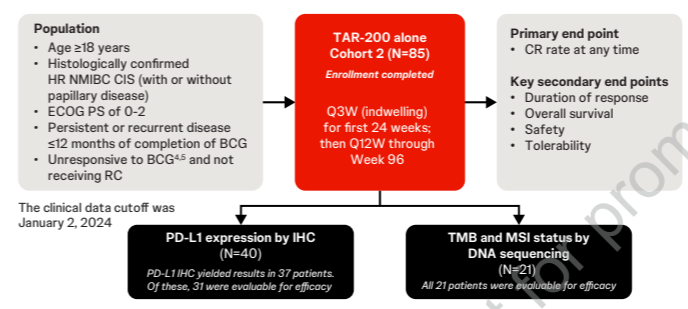 Population
• Age ≥18 years
• Histologically confirmed
HR NMIBC CIS (with or without
papillary disease)
• ECOG PS of 0-2
• Persistent or recurrent disease
≤12 months of completion of BCG
• Unresponsive to BCG⁴,⁵ and not
receiving RC
TAR-200 alone
Cohort 2 (N=85)
Enrollment completed
Q3W (indwelling)
for first 24 weeks;
then Q12W through
Week 96
Primary end point
• CR rate at any time
Key secondary end points
• Duration of response
• Overall survival
• Safety
• Tolerability
The clinical data cutoff was
January 2, 2024
PD-L1 expression by IHC
(N=40)
PD-L1 IHC yielded results in 37 patients.
Of these, 31 were evaluable for efficacy
TMB and MSI status by
DNA sequencing
(N=21)
All 21 patients were evaluable for efficacy
for prom